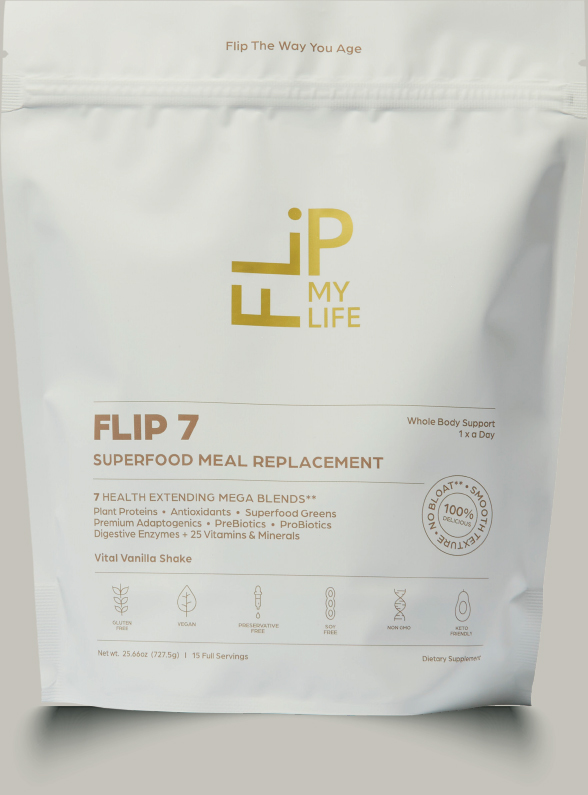 Flip The Way You Age
FLiP
MY
LIFE
FLIP 7
Whole Body Support
1 x a Day
SUPERFOOD MEAL REPLACEMENT
7 HEALTH EXTENDING MEGA BLENDS**
Plant Proteins • Antioxidants • Superfood Greens
Premium Adaptogenics • PreBiotics • ProBiotics
Digestive Enzymes + 25 Vitamins & Minerals
NO BLOAT** • SMOOTH TEXTURE •
100%
DELICIOUS
Vital Vanilla Shake
GLUTEN
FREE
VEGAN
PRESERVATIVE
FREE
SOY
FREE
NON-GMO
KETO
FRIENDLY
Net wt. 25.66oz (727.5g) | 15 Full Servings
Dietary Supplement